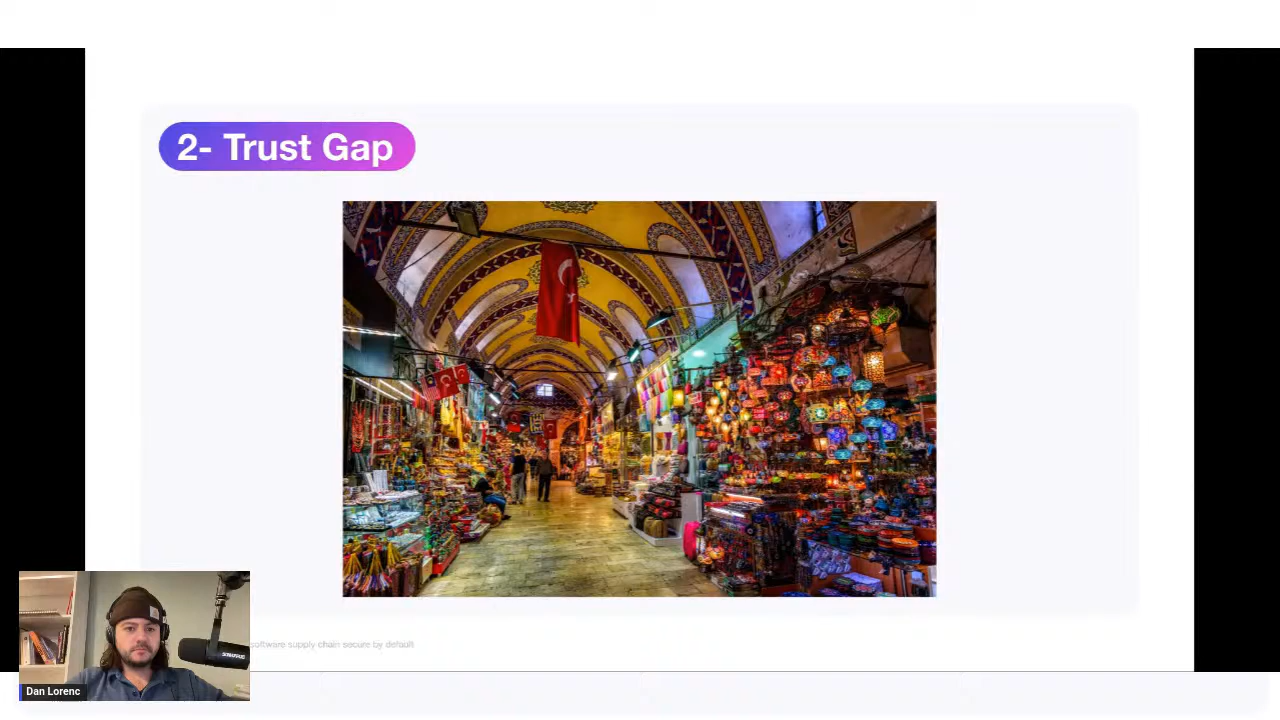 2- Trust Gap
software supply chain secure by default
Dan Lorenc